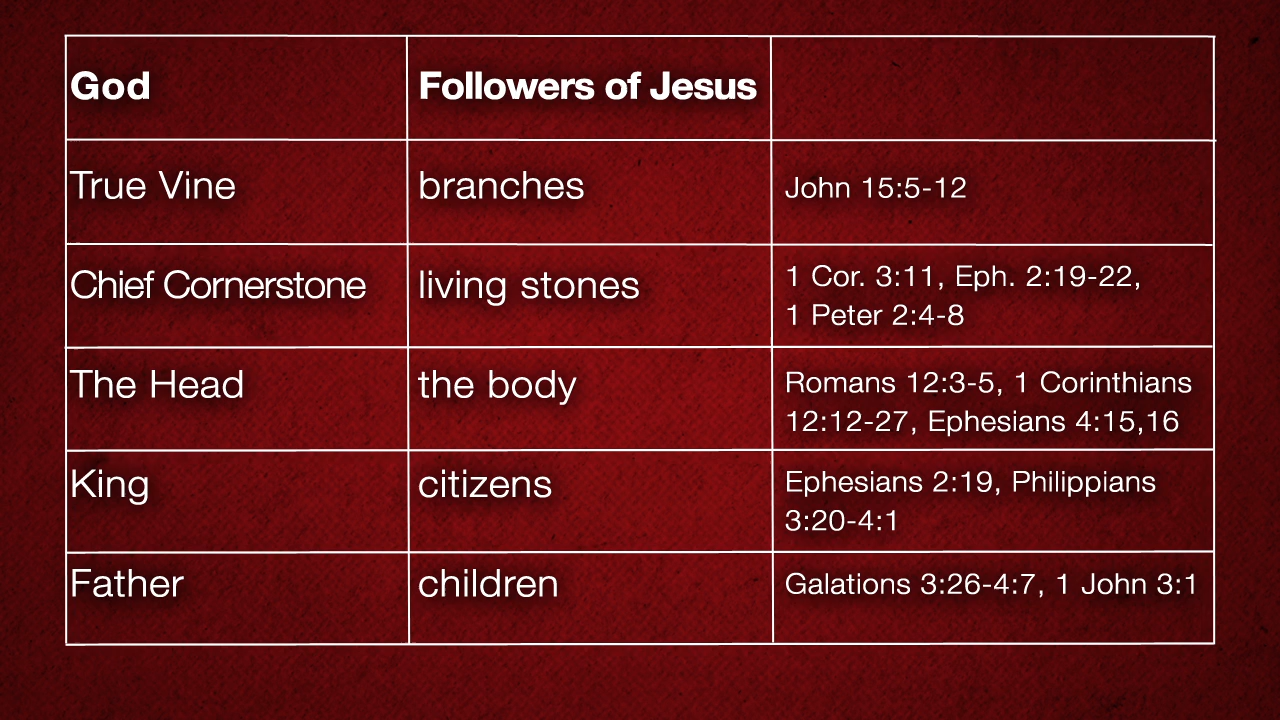 God Followers of Jesus
True Vine branches John 15:5-12
Chief Cornerstone living stones 1 Cor. 3:11, Eph. 2:19-22,
1 Peter 2:4-8
The Head the body Romans 12:3-5, 1 Corinthians
12:12-27, Ephesians 4:15,16
King citizens Ephesians 2:19, Philippians
3:20-4:1
Father children Galations 3:26-4:7, 1 John 3:1